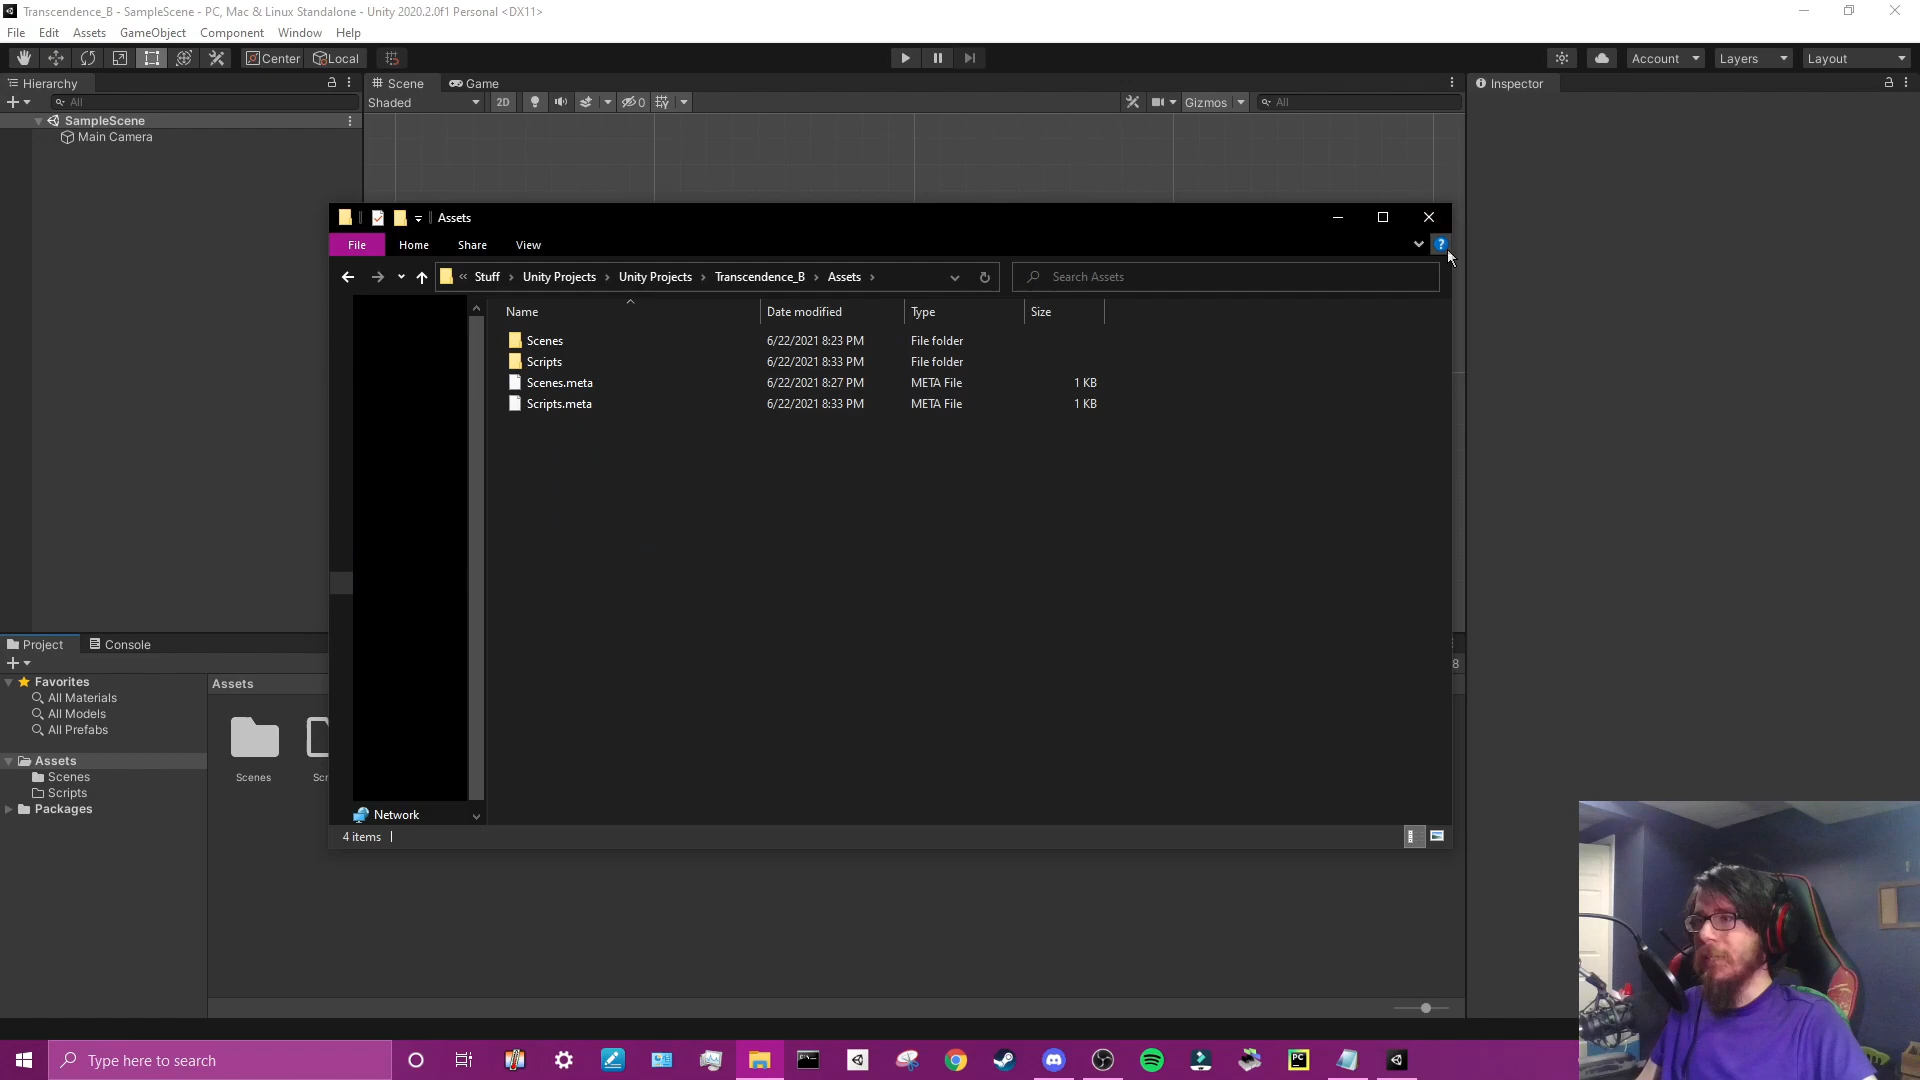 Transcendence_B - SampleScene - PC, Mac & Linux Standalone - Unity 2020.2.0f1 Personal <DX11>
File Edit Assets GameObject Component Window Help
Center Local Account Layers Layout
Hierarchy
Scene Game
Inspector
All
Shaded 2D 0 Gizmos All
SampleScene
Main Camera
Assets
File Home Share View
?
« Stuff › Unity Projects › Unity Projects › Transcendence_B › Assets ›
Search Assets
Name Date modified Type Size
Scenes 6/22/2021 8:23 PM File folder
Scripts 6/22/2021 8:33 PM File folder
Scenes.meta 6/22/2021 8:27 PM META File 1 KB
Scripts.meta 6/22/2021 8:33 PM META File 1 KB
Network
4 items
Project Console
8
Favorites
All Materials
All Models
All Prefabs
Assets
Scenes
Scripts
Packages
Assets
Scenes
Scr
Type here to search
PC